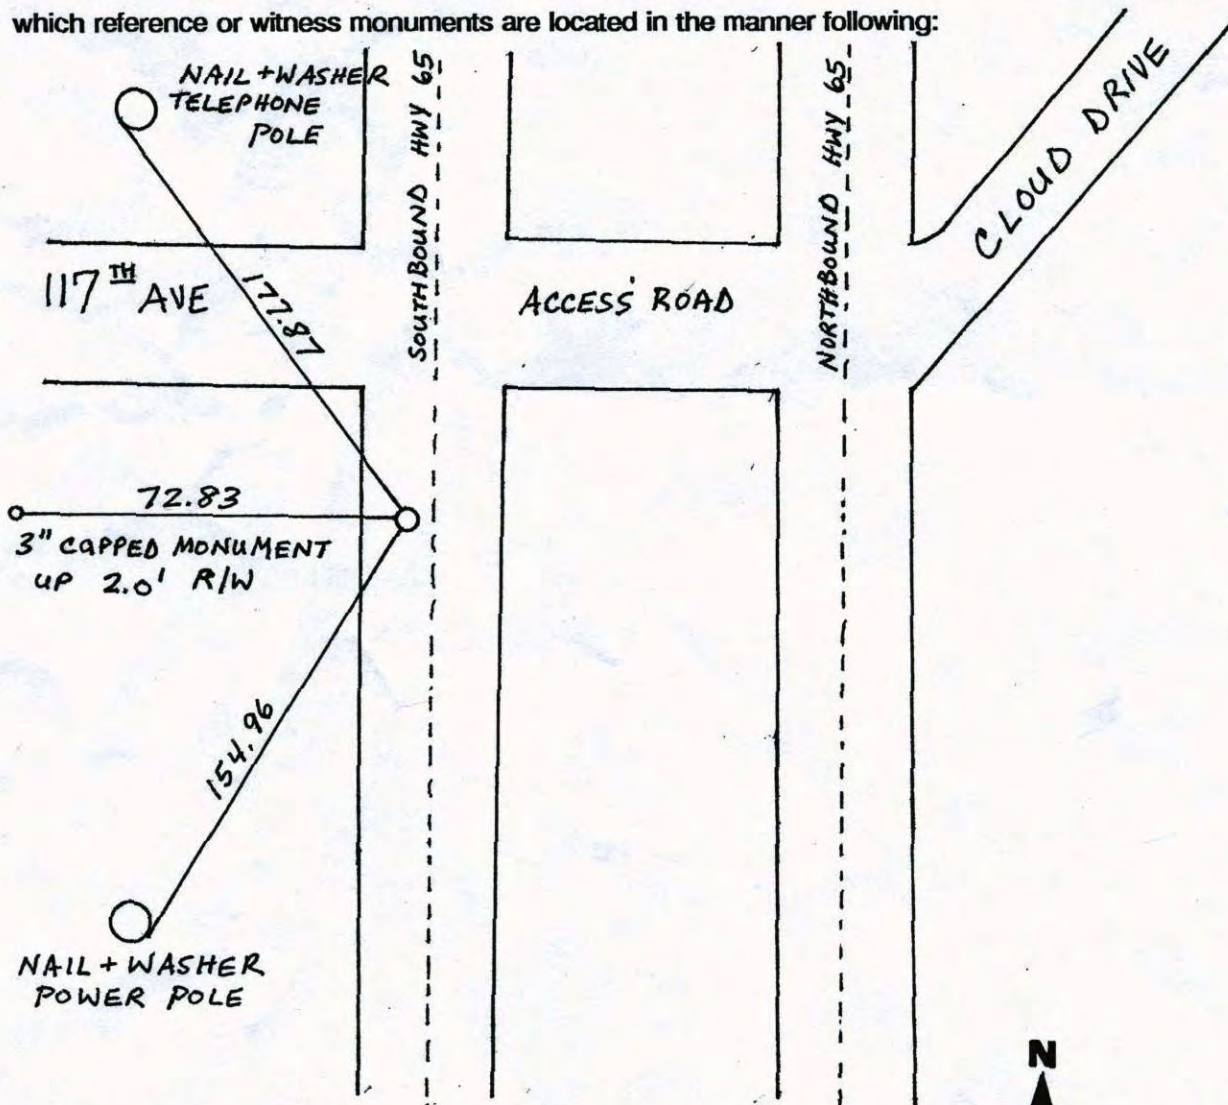 which reference or witness monuments are located in the manner following:
NAIL + WASHER
TELEPHONE
POLE
SOUTHBOUND HWY 65
NORTHBOUND HWY 65
CLOUD DRIVE
117TH AVE
177.87
ACCESS ROAD
72.83
3" CAPPED MONUMENT
UP 2.0' R/W
154.96
NAIL + WASHER
POWER POLE
N